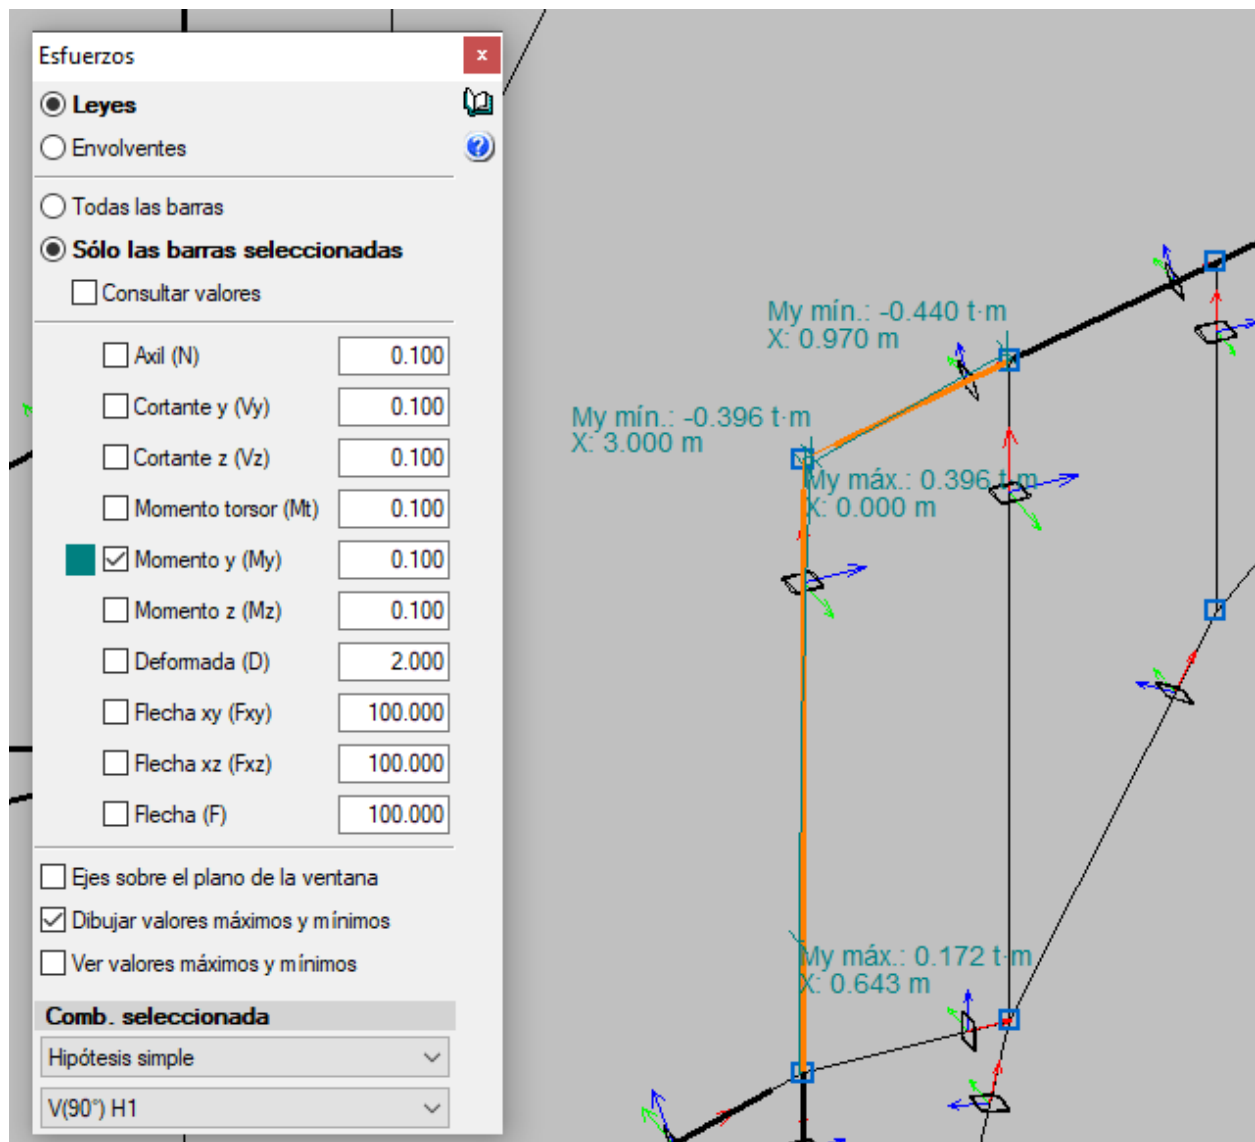 Esfuerzos
x
Leyes
Envolventes
?
Todas las barras
Sólo las barras seleccionadas
Consultar valores
Axil (N) 0.100
Cortante y (Vy) 0.100
Cortante z (Vz) 0.100
Momento torsor (Mt) 0.100
Momento y (My) 0.100
Momento z (Mz) 0.100
Deformada (D) 2.000
Flecha xy (Fxy) 100.000
Flecha xz (Fxz) 100.000
Flecha (F) 100.000
Ejes sobre el plano de la ventana
Dibujar valores máximos y mínimos
Ver valores máximos y mínimos
Comb. seleccionada
Hipótesis simple
V(90°) H1
My mín.: -0.440 t·m
X: 0.970 m
My mín.: -0.396 t·m
X: 3.000 m
My máx.: 0.396 t·m
X: 0.000 m
My máx.: 0.172 t·m
X: 0.643 m